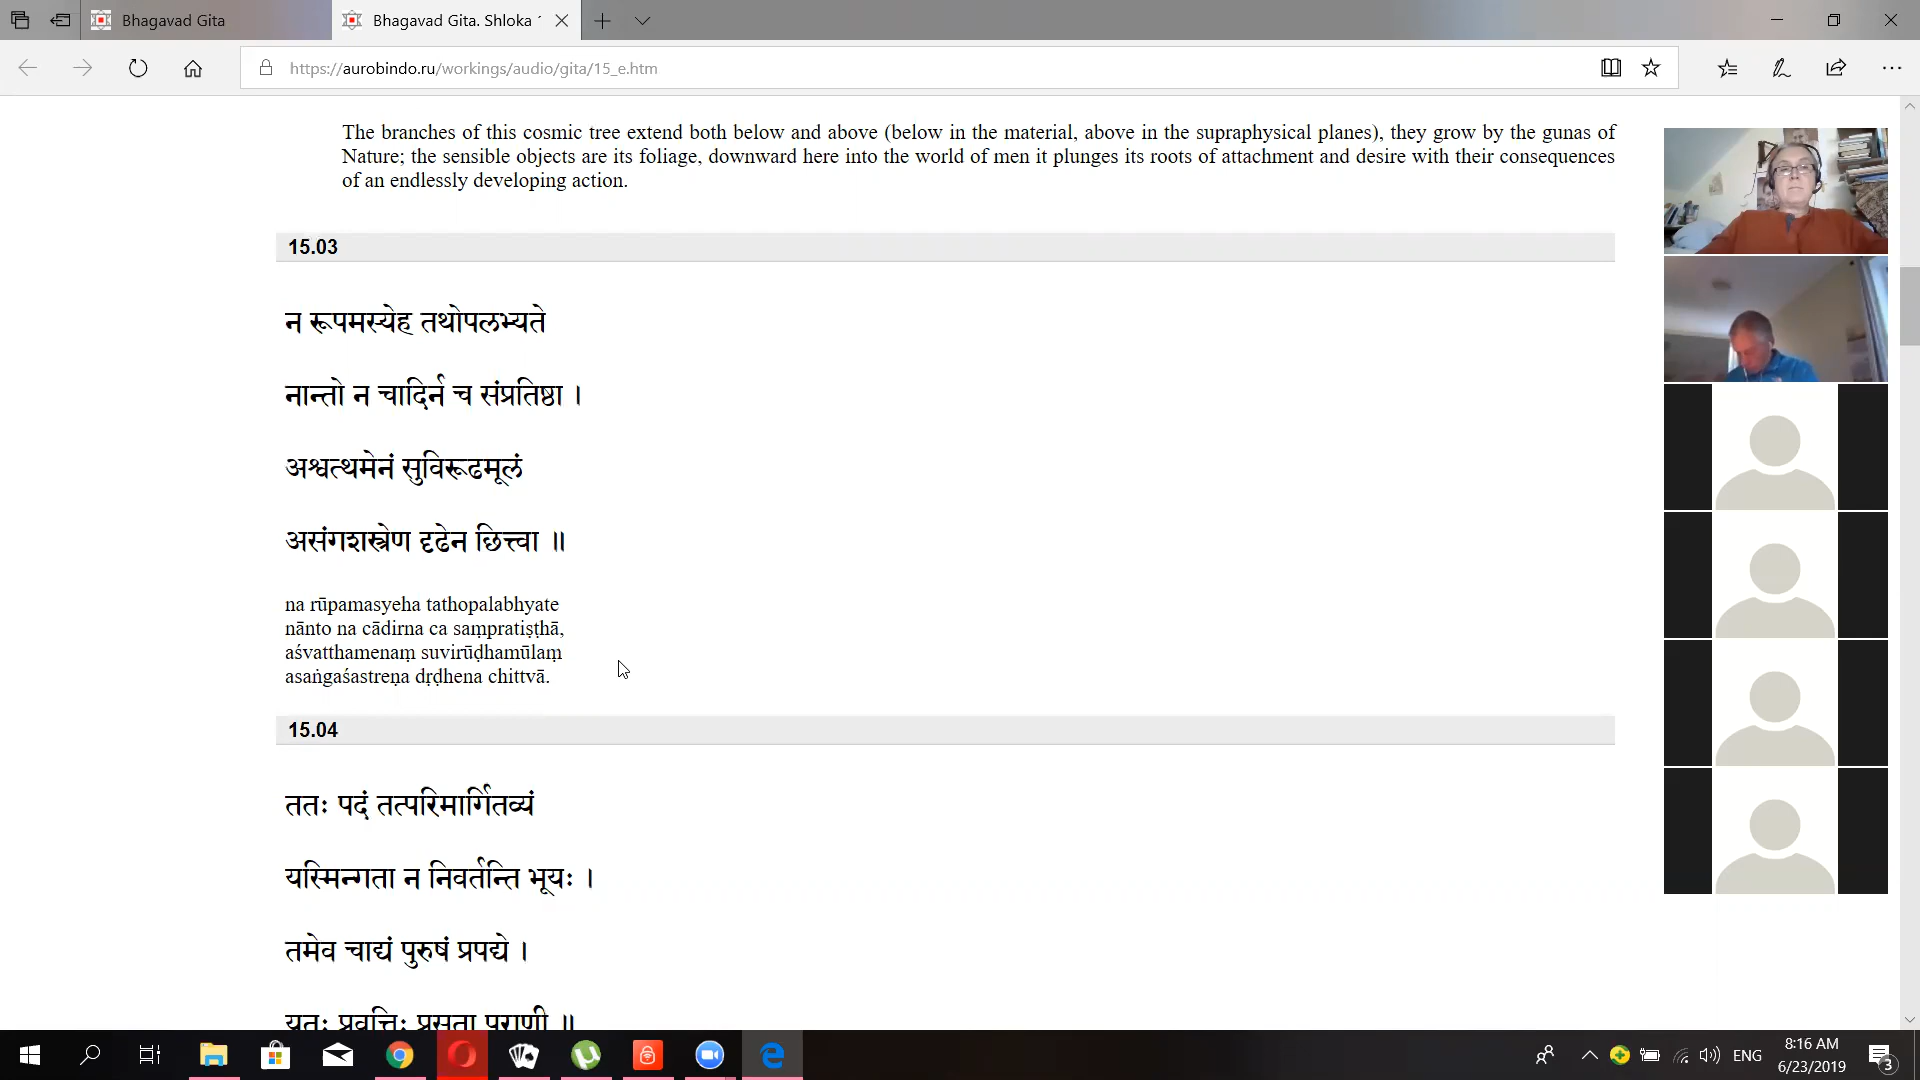 Bhagavad Gita
Bhagavad Gita. Shloka
https://aurobindo.ru/workings/audio/gita/15_e.htm
The branches of this cosmic tree extend both below and above (below in the material, above in the supraphysical planes), they grow by the gunas of
Nature; the sensible objects are its foliage, downward here into the world of men it plunges its roots of attachment and desire with their consequences
of an endlessly developing action.
15.03
न रूपमस्येह तथोपलभ्यते
नान्तो न चादिर्न च संप्रतिष्ठा ।
अश्वत्थमेनं सुविरूढमूलं
असंगशस्त्रेण दृढेन छित्त्वा ॥
na rūpamasyeha tathopalabhyate
nānto na cādirna ca saṃpratiṣṭhā,
aśvatthamenaṃ suvirūḍhamūlaṃ
asaṅgaśastreṇa dṛḍhena chittvā.
15.04
ततः पदं तत्परिमार्गितव्यं
यस्मिन्गता न निवर्तन्ति भूयः ।
तमेव चाद्यं पुरुषं प्रपद्ये ।
यतः प्रवृत्तिः प्रसृता पुराणी ॥
ENG
8:16 AM
6/23/2019
3